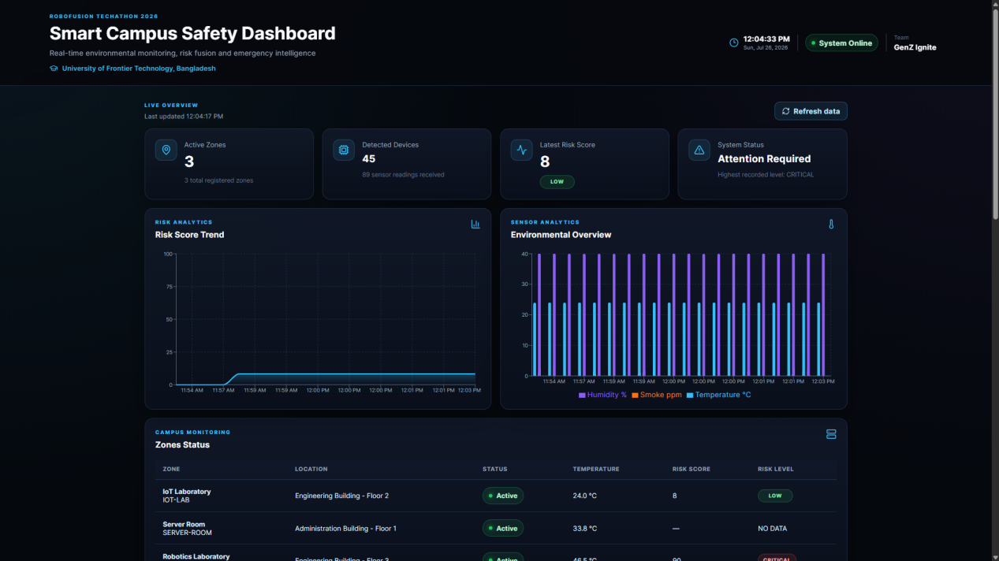 ROBOFUSION TECHATHON 2026
Smart Campus Safety Dashboard
Real-time environmental monitoring, risk fusion and emergency intelligence
University of Frontier Technology, Bangladesh
12:04:33 PM
Sun, Jul 26, 2026
System Online
Team
GenZ Ignite
LIVE OVERVIEW
Last updated 12:04:17 PM
Refresh data
Active Zones
3
3 total registered zones
Detected Devices
45
89 sensor readings received
Latest Risk Score
8
LOW
System Status
Attention Required
Highest recorded level: CRITICAL
RISK ANALYTICS
Risk Score Trend
100
75
50
25
0
11:54 AM 11:57 AM 11:59 AM 11:59 AM 12:00 PM 12:00 PM 12:00 PM 12:01 PM 12:01 PM 12:03 PM
SENSOR ANALYTICS
Environmental Overview
40
30
20
10
0
11:54 AM 11:57 AM 11:59 AM 11:59 AM 12:00 PM 12:00 PM 12:00 PM 12:01 PM 12:01 PM 12:03 PM
Humidity % Smoke ppm Temperature °C
CAMPUS MONITORING
Zones Status
ZONE LOCATION STATUS TEMPERATURE RISK SCORE RISK LEVEL
IoT Laboratory
IOT-LAB
Engineering Building - Floor 2 Active 24.0 °C 8 LOW
Server Room
SERVER-ROOM
Administration Building - Floor 1 Active 33.8 °C — NO DATA
Robotics Laboratory
Engineering Building - Floor 3 Active 46.5 °C 90 CRITICAL